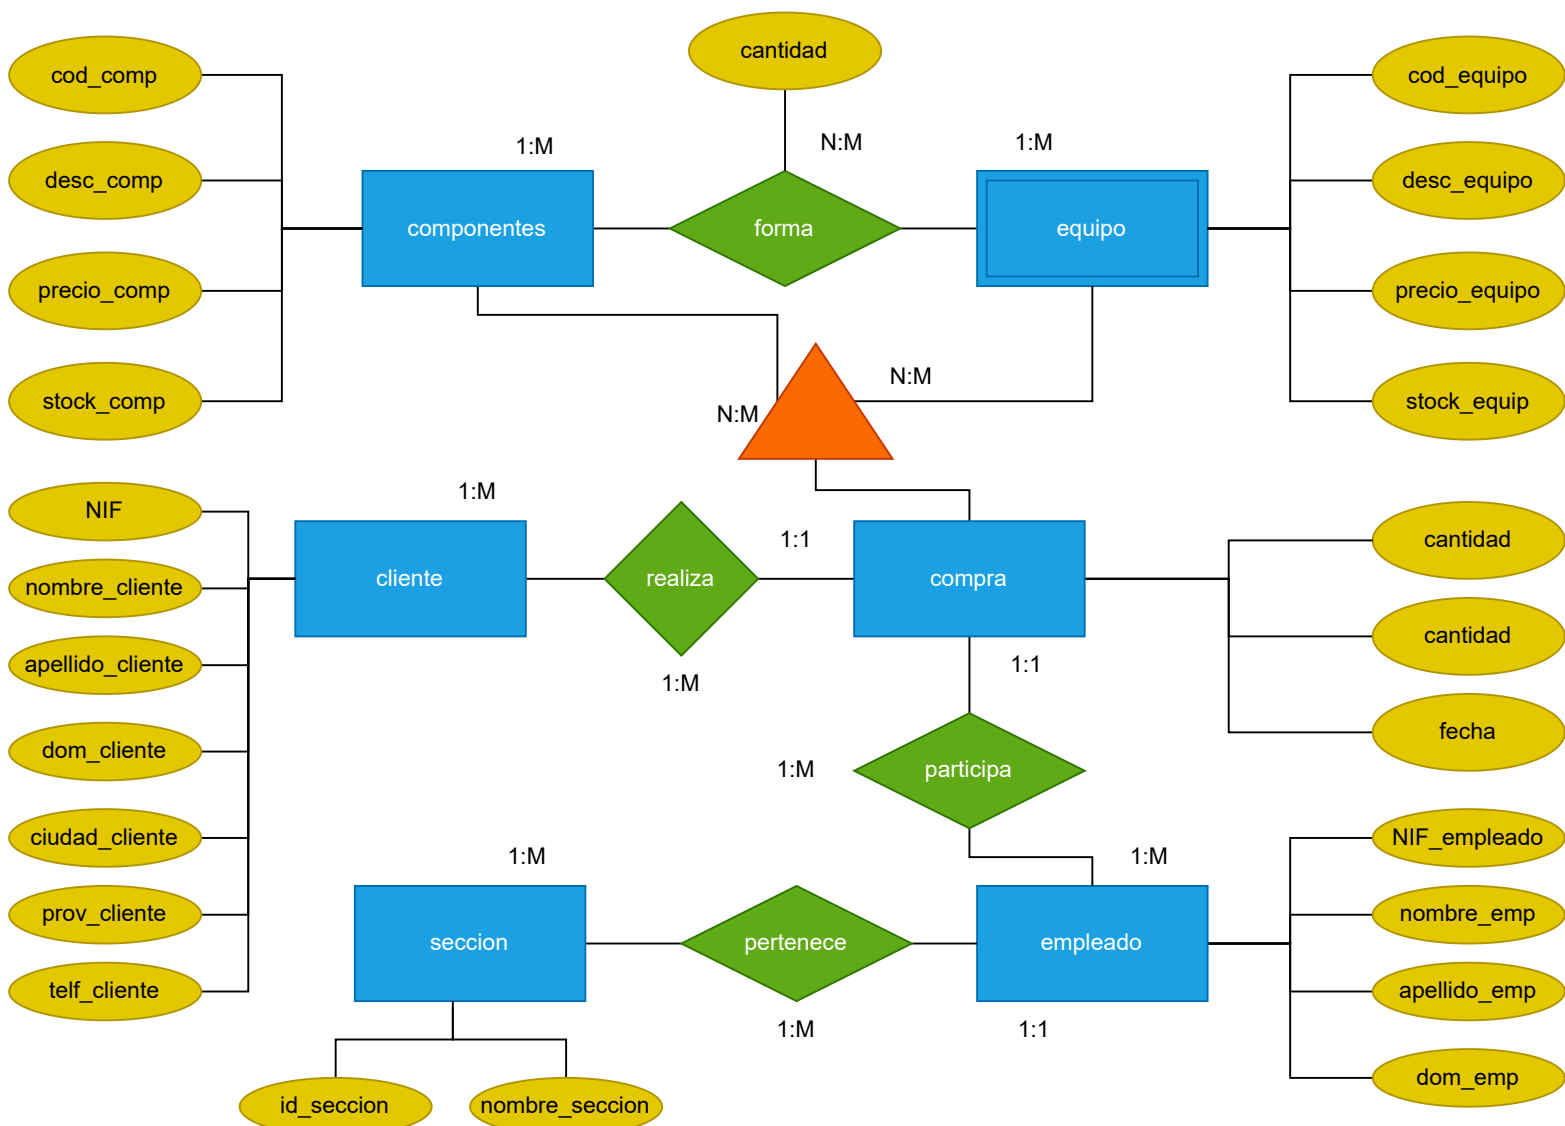 cantidad
cod_comp
cod_equipo
1:M
N:M
1:M
desc_comp
desc_equipo
componentes
forma
equipo
precio_comp
precio_equipo
N:M
stock_comp
N:M
stock_equip
1:M
NIF
1:1
cantidad
nombre_cliente
cliente
realiza
compra
cantidad
apellido_cliente
1:M
1:1
fecha
dom_cliente
1:M
participa
ciudad_cliente
NIF_empleado
1:M
1:M
prov_cliente
nombre_emp
seccion
pertenece
empleado
telf_cliente
apellido_emp
1:M
1:1
dom_emp
id_seccion
nombre_seccion